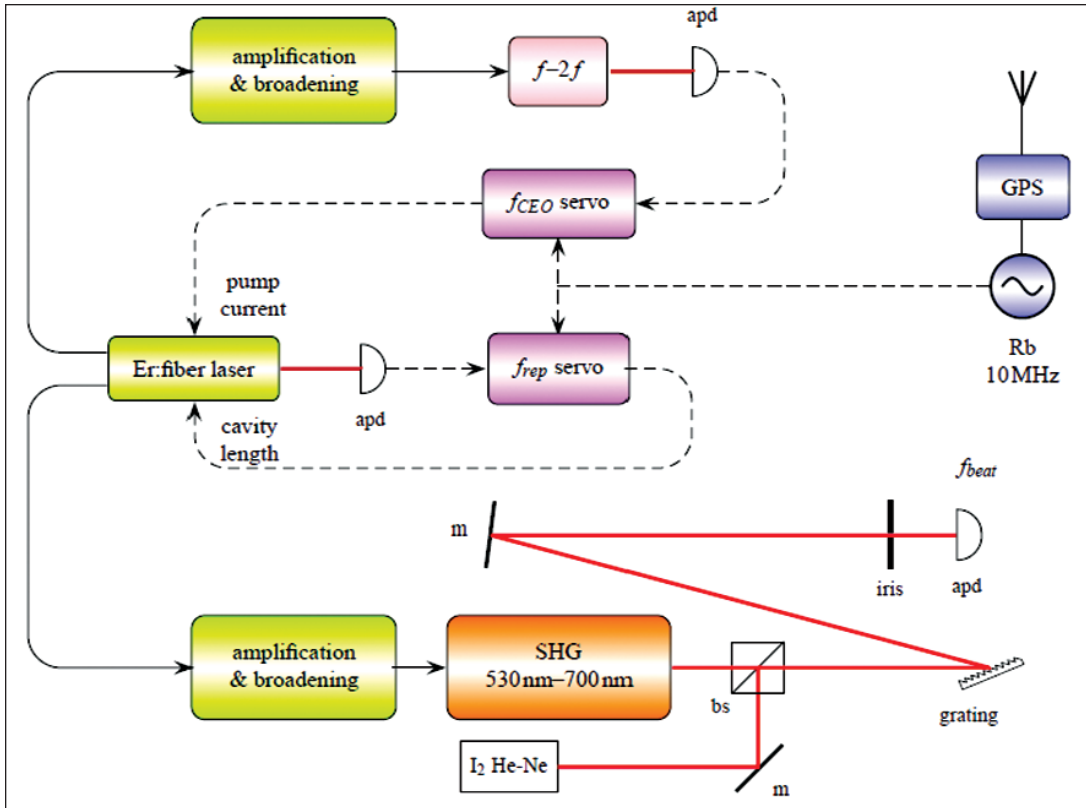 apd
amplification
& broadening
f–2f
GPS
fCEO servo
pump
current
Rb
10MHz
Er:fiber laser
frep servo
apd
cavity
length
fbeat
m
iris
apd
amplification
& broadening
SHG
530nm–700nm
bs
grating
I2 He-Ne
m